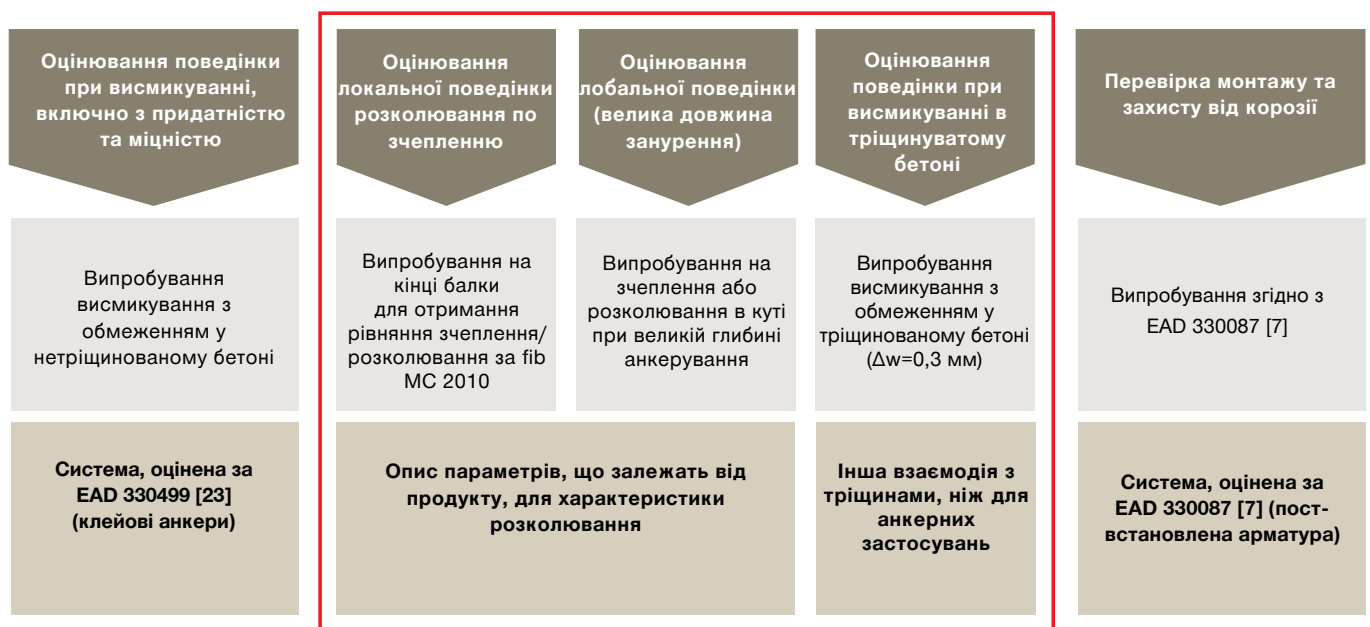 Оцінювання поведінки
при висмикуванні,
включно з придатністю
та міцністю
Оцінювання
локальної поведінки
розколювання по
зчепленню
Оцінювання
лобальної поведінки
(велика довжина
занурення)
Оцінювання
поведінки при
висмикуванні в
тріщинуватому
бетоні
Перевірка монтажу та
захисту від корозії
Випробування
висмикування з
обмеженням у
нетріщинованому бетоні
Випробування на
кінці балки
для отримання
рівняння зчеплення/
розколювання за fib
MC 2010
Випробування на
зчеплення або
розколювання в куті
при великій глибині
анкерування
Випробування
висмикування з
обмеженням у
тріщинованому бетоні
(Δw=0,3 мм)
Випробування згідно з
EAD 330087 [7]
Система, оцінена за
EAD 330499 [23]
(клейові анкери)
Опис параметрів, що залежать від
продукту, для характеристики
розколювання
Інша взаємодія з
тріщинами, ніж для
анкерних
застосувань
Система, оцінена за
EAD 330087 [7] (пост-
встановлена арматура)